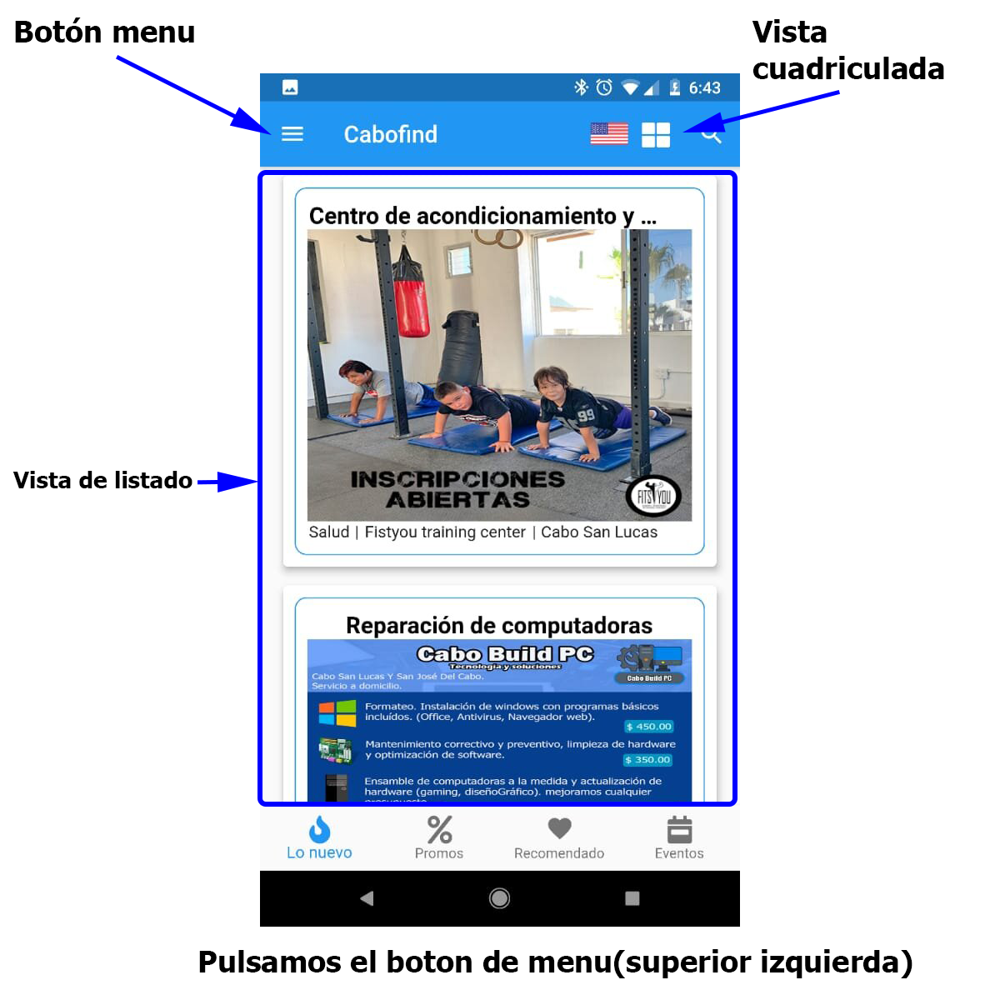 Botón menu
Vista
cuadriculada
6:43
Cabofind
Centro de acondicionamiento y ...
99
INSCRIPCIONES
ABIERTAS
FITS YOU
Salud | Fistyou training center | Cabo San Lucas
Vista de listado
Reparación de computadoras
Cabo Build PC
Tecnología y soluciones
Cabo San Lucas Y San José Del Cabo.
Servicio a domicilio.
Cabo Build PC
Formateo. Instalación de windows con programas básicos
incluídos. (Office, Antivirus, Navegador web).
$ 450.00
Mantenimiento correctivo y preventivo, limpieza de hardware
y optimización de software.
$ 350.00
Ensamble de computadoras a la medida y actualización de
hardware (gaming, diseñoGráfico). mejoramos cualquier
Lo nuevo
Promos
Recomendado
Eventos
Pulsamos el boton de menu(superior izquierda)